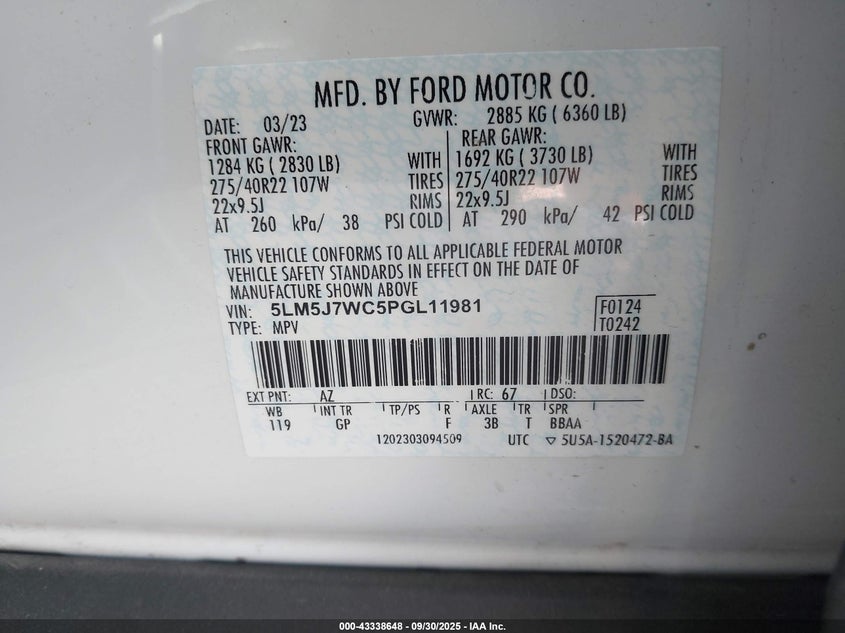 MFD. BY FORD MOTOR CO.
DATE: 03/23 GVWR: 2885 KG ( 6360 LB)
FRONT GAWR: REAR GAWR:
1284 KG ( 2830 LB) WITH 1692 KG ( 3730 LB) WITH
275/40R22 107W TIRES 275/40R22 107W TIRES
22x9.5J RIMS 22x9.5J RIMS
AT 260 kPa/ 38 PSI COLD AT 290 kPa/ 42 PSI COLD
THIS VEHICLE CONFORMS TO ALL APPLICABLE FEDERAL MOTOR
VEHICLE SAFETY STANDARDS IN EFFECT ON THE DATE OF
MANUFACTURE SHOWN ABOVE
VIN: 5LM5J7WC5PGL11981 F0124
TYPE: MPV T0242
EXT PNT: AZ RC: 67 DSO:
WB INT TR TP/PS R AXLE TR SPR
119 GP F 3B T BBAA
1202303094509 UTC ▽ 5U5A-1520472-BA
000-43338648 - 09/30/2025 - IAA Inc.